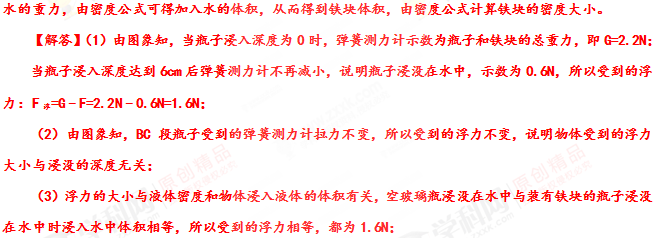 水的重力，由密度公式可得加入水的体积，从而得到铁块体积，由密度公式计算铁块的密度大小。
【解答】（1）由图象知，当瓶子浸入深度为 0 时，弹簧测力计示数为瓶子和铁块的总重力，即 G=2.2N；
当瓶子浸入深度达到 6cm 后弹簧测力计不再减小，说明瓶子浸没在水中，示数为 0.6N，所以受到的浮
力：F浮=G﹣F=2.2N﹣0.6N=1.6N；
（2）由图象知，BC 段瓶子受到的弹簧测力计拉力不变，所以受到的浮力不变，说明物体受到的浮力
大小与浸没的深度无关；
（3）浮力的大小与液体密度和物体浸入液体的体积有关，空玻璃瓶浸没在水中与装有铁块的瓶子浸没
在水中时浸入水中体积相等，所以受到的浮力相等，都为 1.6N；